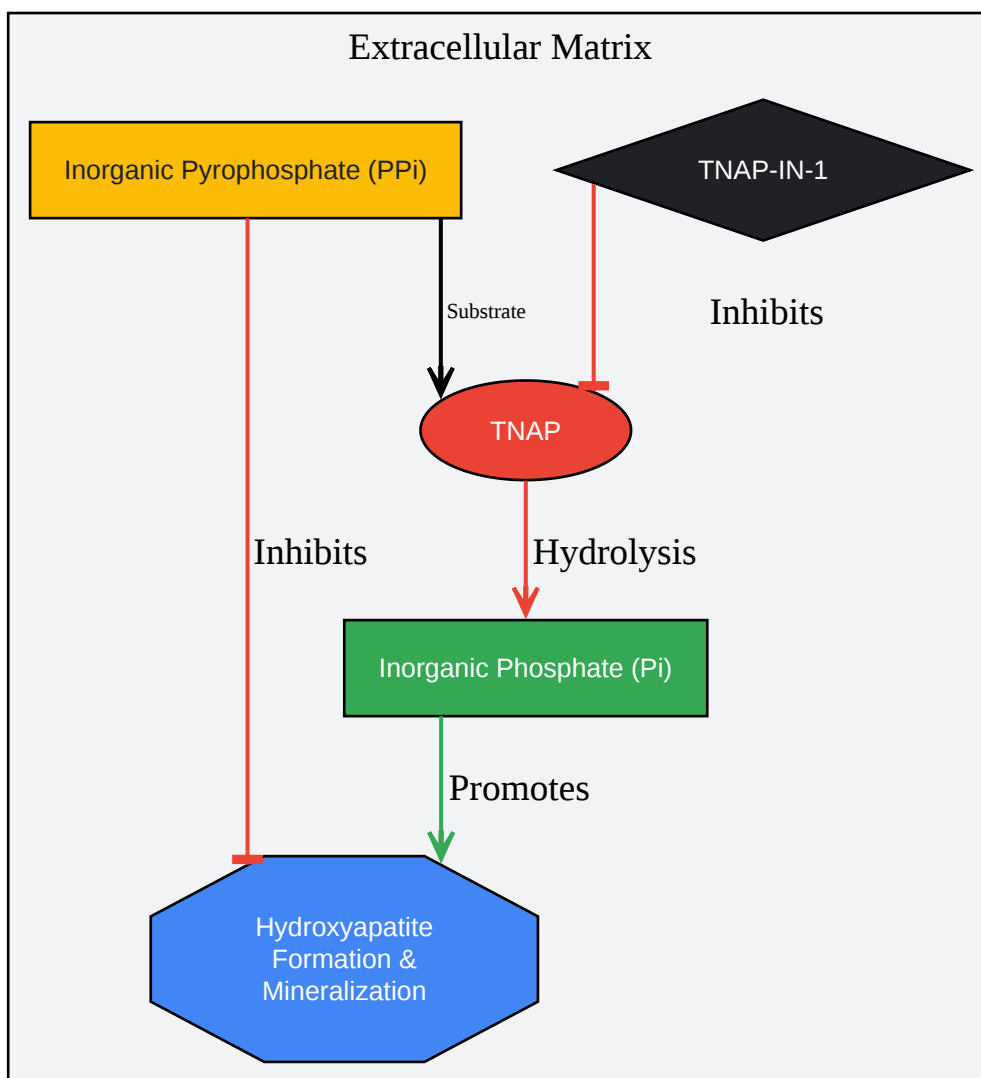 Extracellular Matrix
Inorganic Pyrophosphate (PPi)
TNAP-IN-1
Substrate
Inhibits
TNAP
Inhibits
Hydrolysis
Inorganic Phosphate (Pi)
Promotes
Hydroxyapatite
Formation &
Mineralization